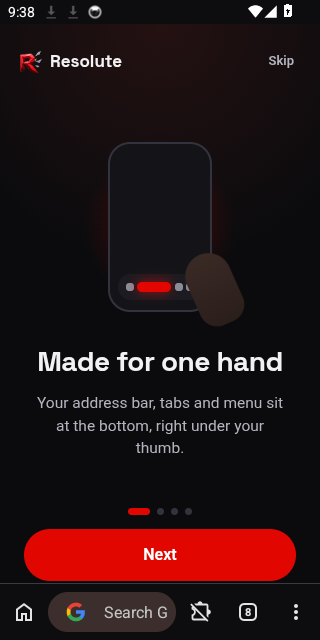 9:38
Resolute
Skip
Made for one hand
Your address bar, tabs and menu sit
at the bottom, right under your
thumb.
Next
Search G
8